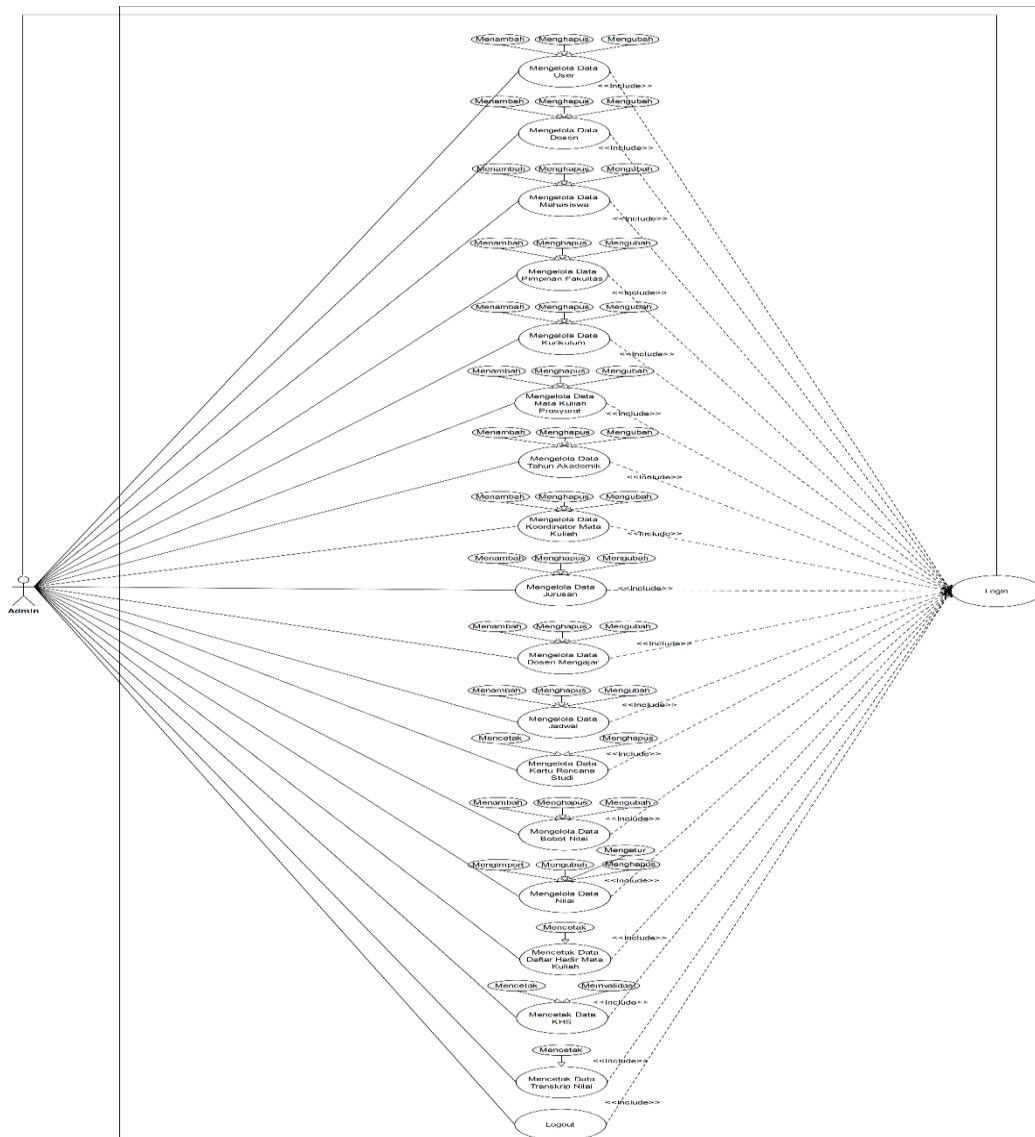 Menambah Menghapus Mengubah
Mengelola Data
User
<<Include>>
Menambah Menghapus Mengubah
Mengelola Data
Dosen
<<Include>>
Menambah Menghapus Mengubah
Mengelola Data
Mahasiswa
<<Include>>
Menambah Menghapus Mengubah
Mengelola Data
Pimpinan Fakultas
<<Include>>
Menambah Menghapus Mengubah
Mengelola Data
Kurikulum
<<Include>>
Menambah Menghapus Mengubah
Mengelola Data
Mata Kuliah
Prasyarat
<<Include>>
Menambah Menghapus Mengubah
Mengelola Data
Tahun Akademik
<<Include>>
Menambah Menghapus Mengubah
Mengelola Data
Koordinator Mata
Kuliah
<<Include>>
Menambah Menghapus Mengubah
Mengelola Data
Jurusan
<<Include>>
Admin
Login
Menambah Menghapus Mengubah
Mengelola Data
Dosen Mengajar
<<Include>>
Menambah Menghapus Mengubah
Mengelola Data
Jadwal
<<Include>>
Mencetak Menghapus
Mengelola Data
Kartu Rencana
Studi
<<Include>>
Menambah Menghapus Mengubah
Mengelola Data
Bobot Nilai
<<Include>>
Mengatur
Mengimport Mengubah Menghapus
Mengelola Data
Nilai
<<Include>>
Mencetak
Mencetak Data
Daftar Hadir Mata
Kuliah
<<Include>>
Mencetak Memvalidasi
Mencetak Data
KHS
<<Include>>
Mencetak
Mencetak Data
Transkrip Nilai
<<Include>>
Logout
<<Include>>